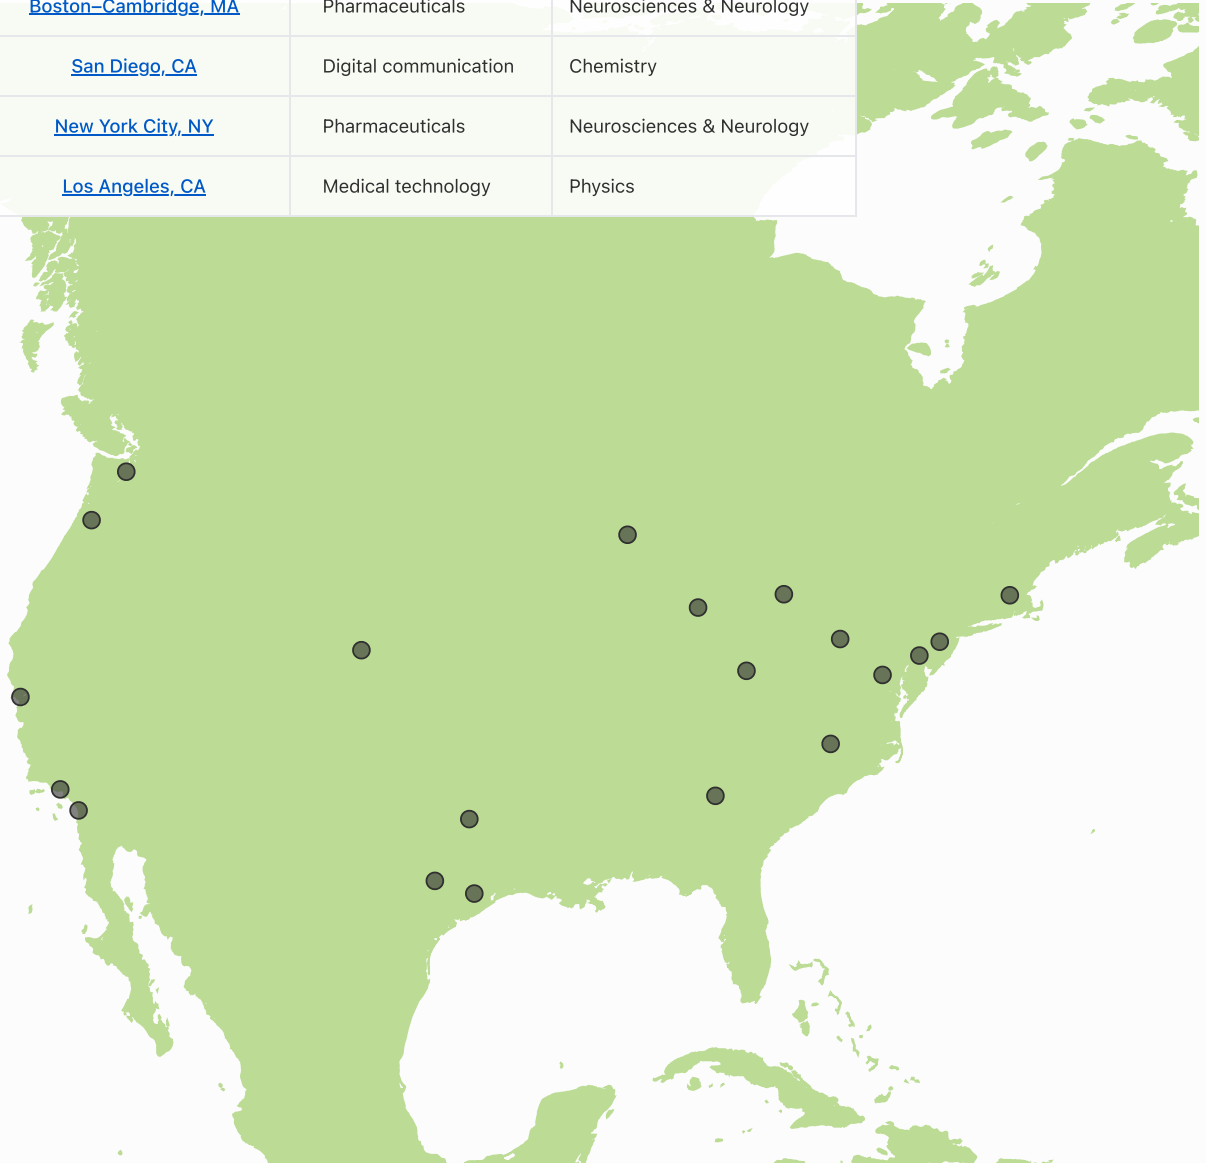 Boston–Cambridge, MA Pharmaceuticals Neurosciences & Neurology
San Diego, CA Digital communication Chemistry
New York City, NY Pharmaceuticals Neurosciences & Neurology
Los Angeles, CA Medical technology Physics